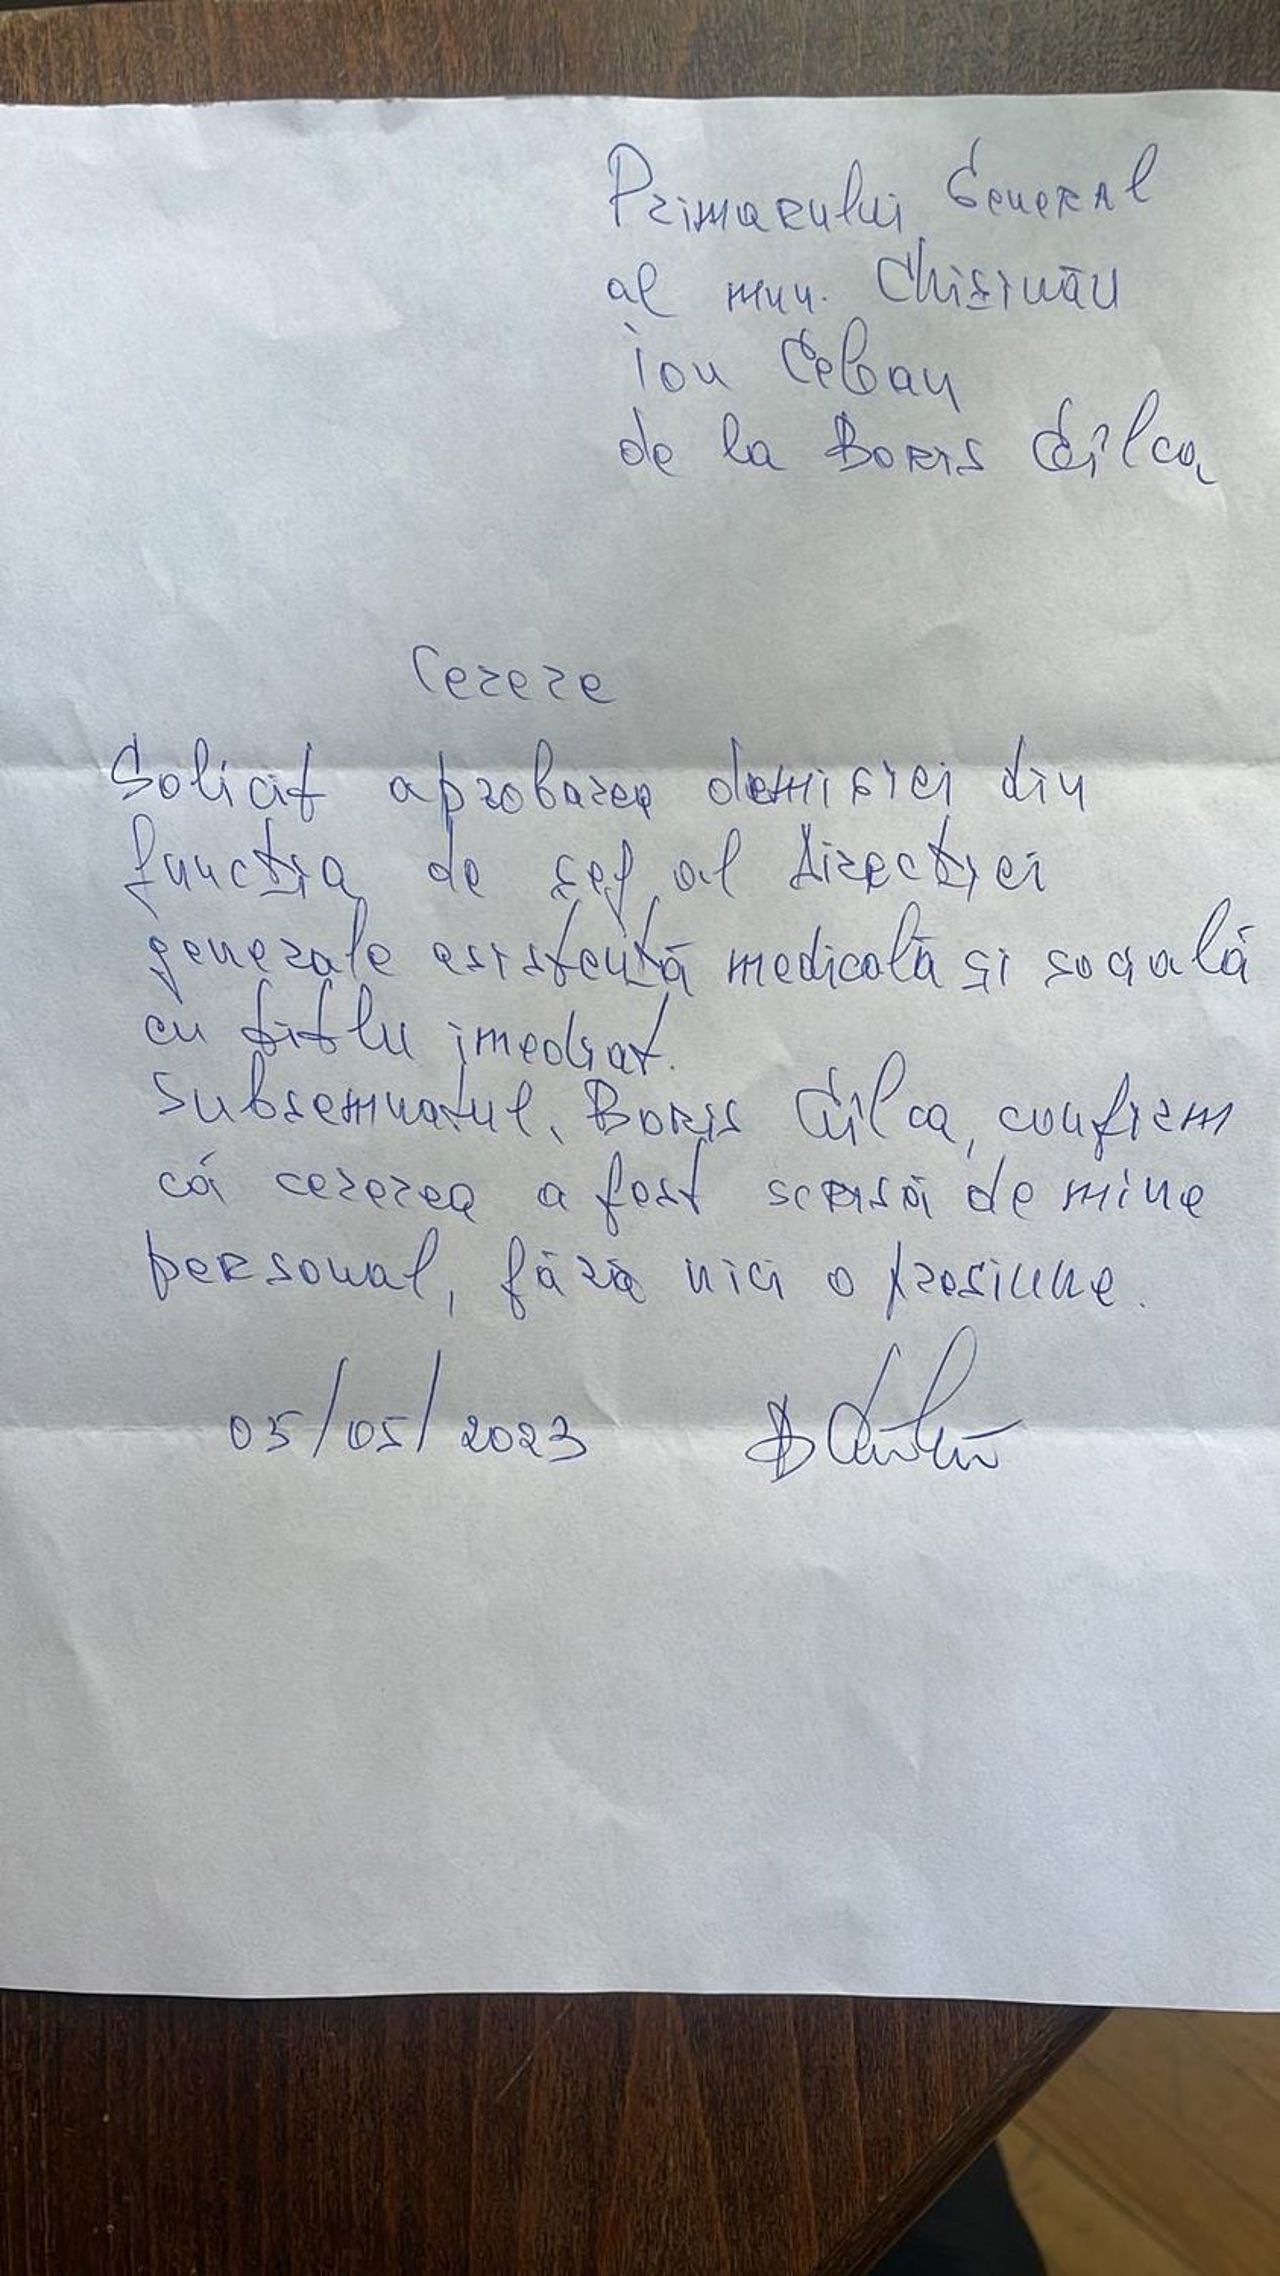 Primarului General
al mun. Chișinău
Ion Ceban
de la Boris Gîlca
Cerere
Solicit aprobarea demisiei din
funcția de șef al Direcției
generale asistență medicală și socială
cu titlu imediat.
Subsemnatul, Boris Gîlca, confirm
că cererea a fost scrisă de mine
personal, fără nici o presiune.
05/05/2023